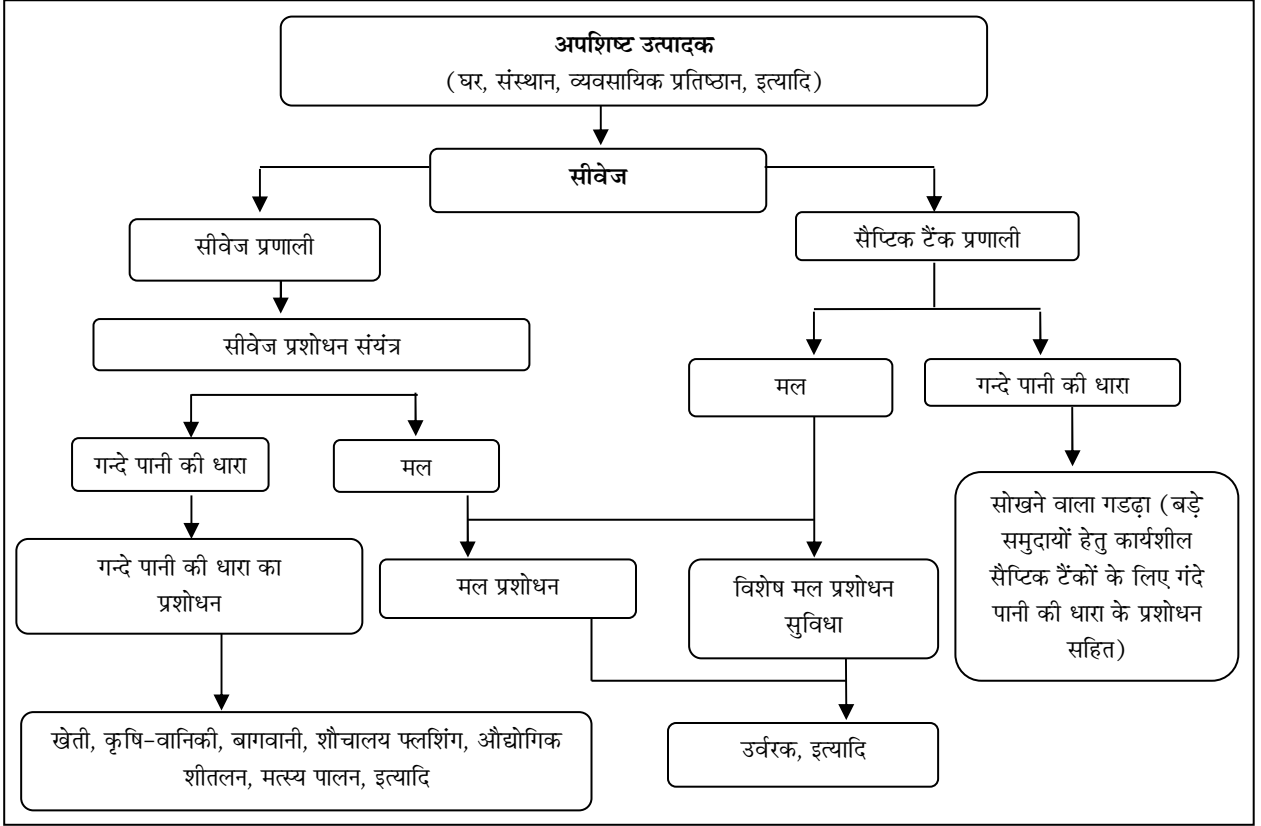 अपशिष्ट उत्पादक
(घर, संस्थान, व्यवसायिक प्रतिष्ठान, इत्यादि)
सीवेज
सीवेज प्रणाली
सैप्टिक टैंक प्रणाली
सीवेज प्रशोधन संयंत्र
मल
गन्दे पानी की धारा
गन्दे पानी की धारा
मल
सोखने वाला गडढ़ा (बड़े
समुदायों हेतु कार्यशील
सैप्टिक टैंकों के लिए गंदे
पानी की धारा के प्रशोधन
सहित)
गन्दे पानी की धारा का
प्रशोधन
मल प्रशोधन
विशेष मल प्रशोधन
सुविधा
खेती, कृषि-वानिकी, बागवानी, शौचालय फ्लशिंग, औद्योगिक
शीतलन, मत्स्य पालन, इत्यादि
उर्वरक, इत्यादि